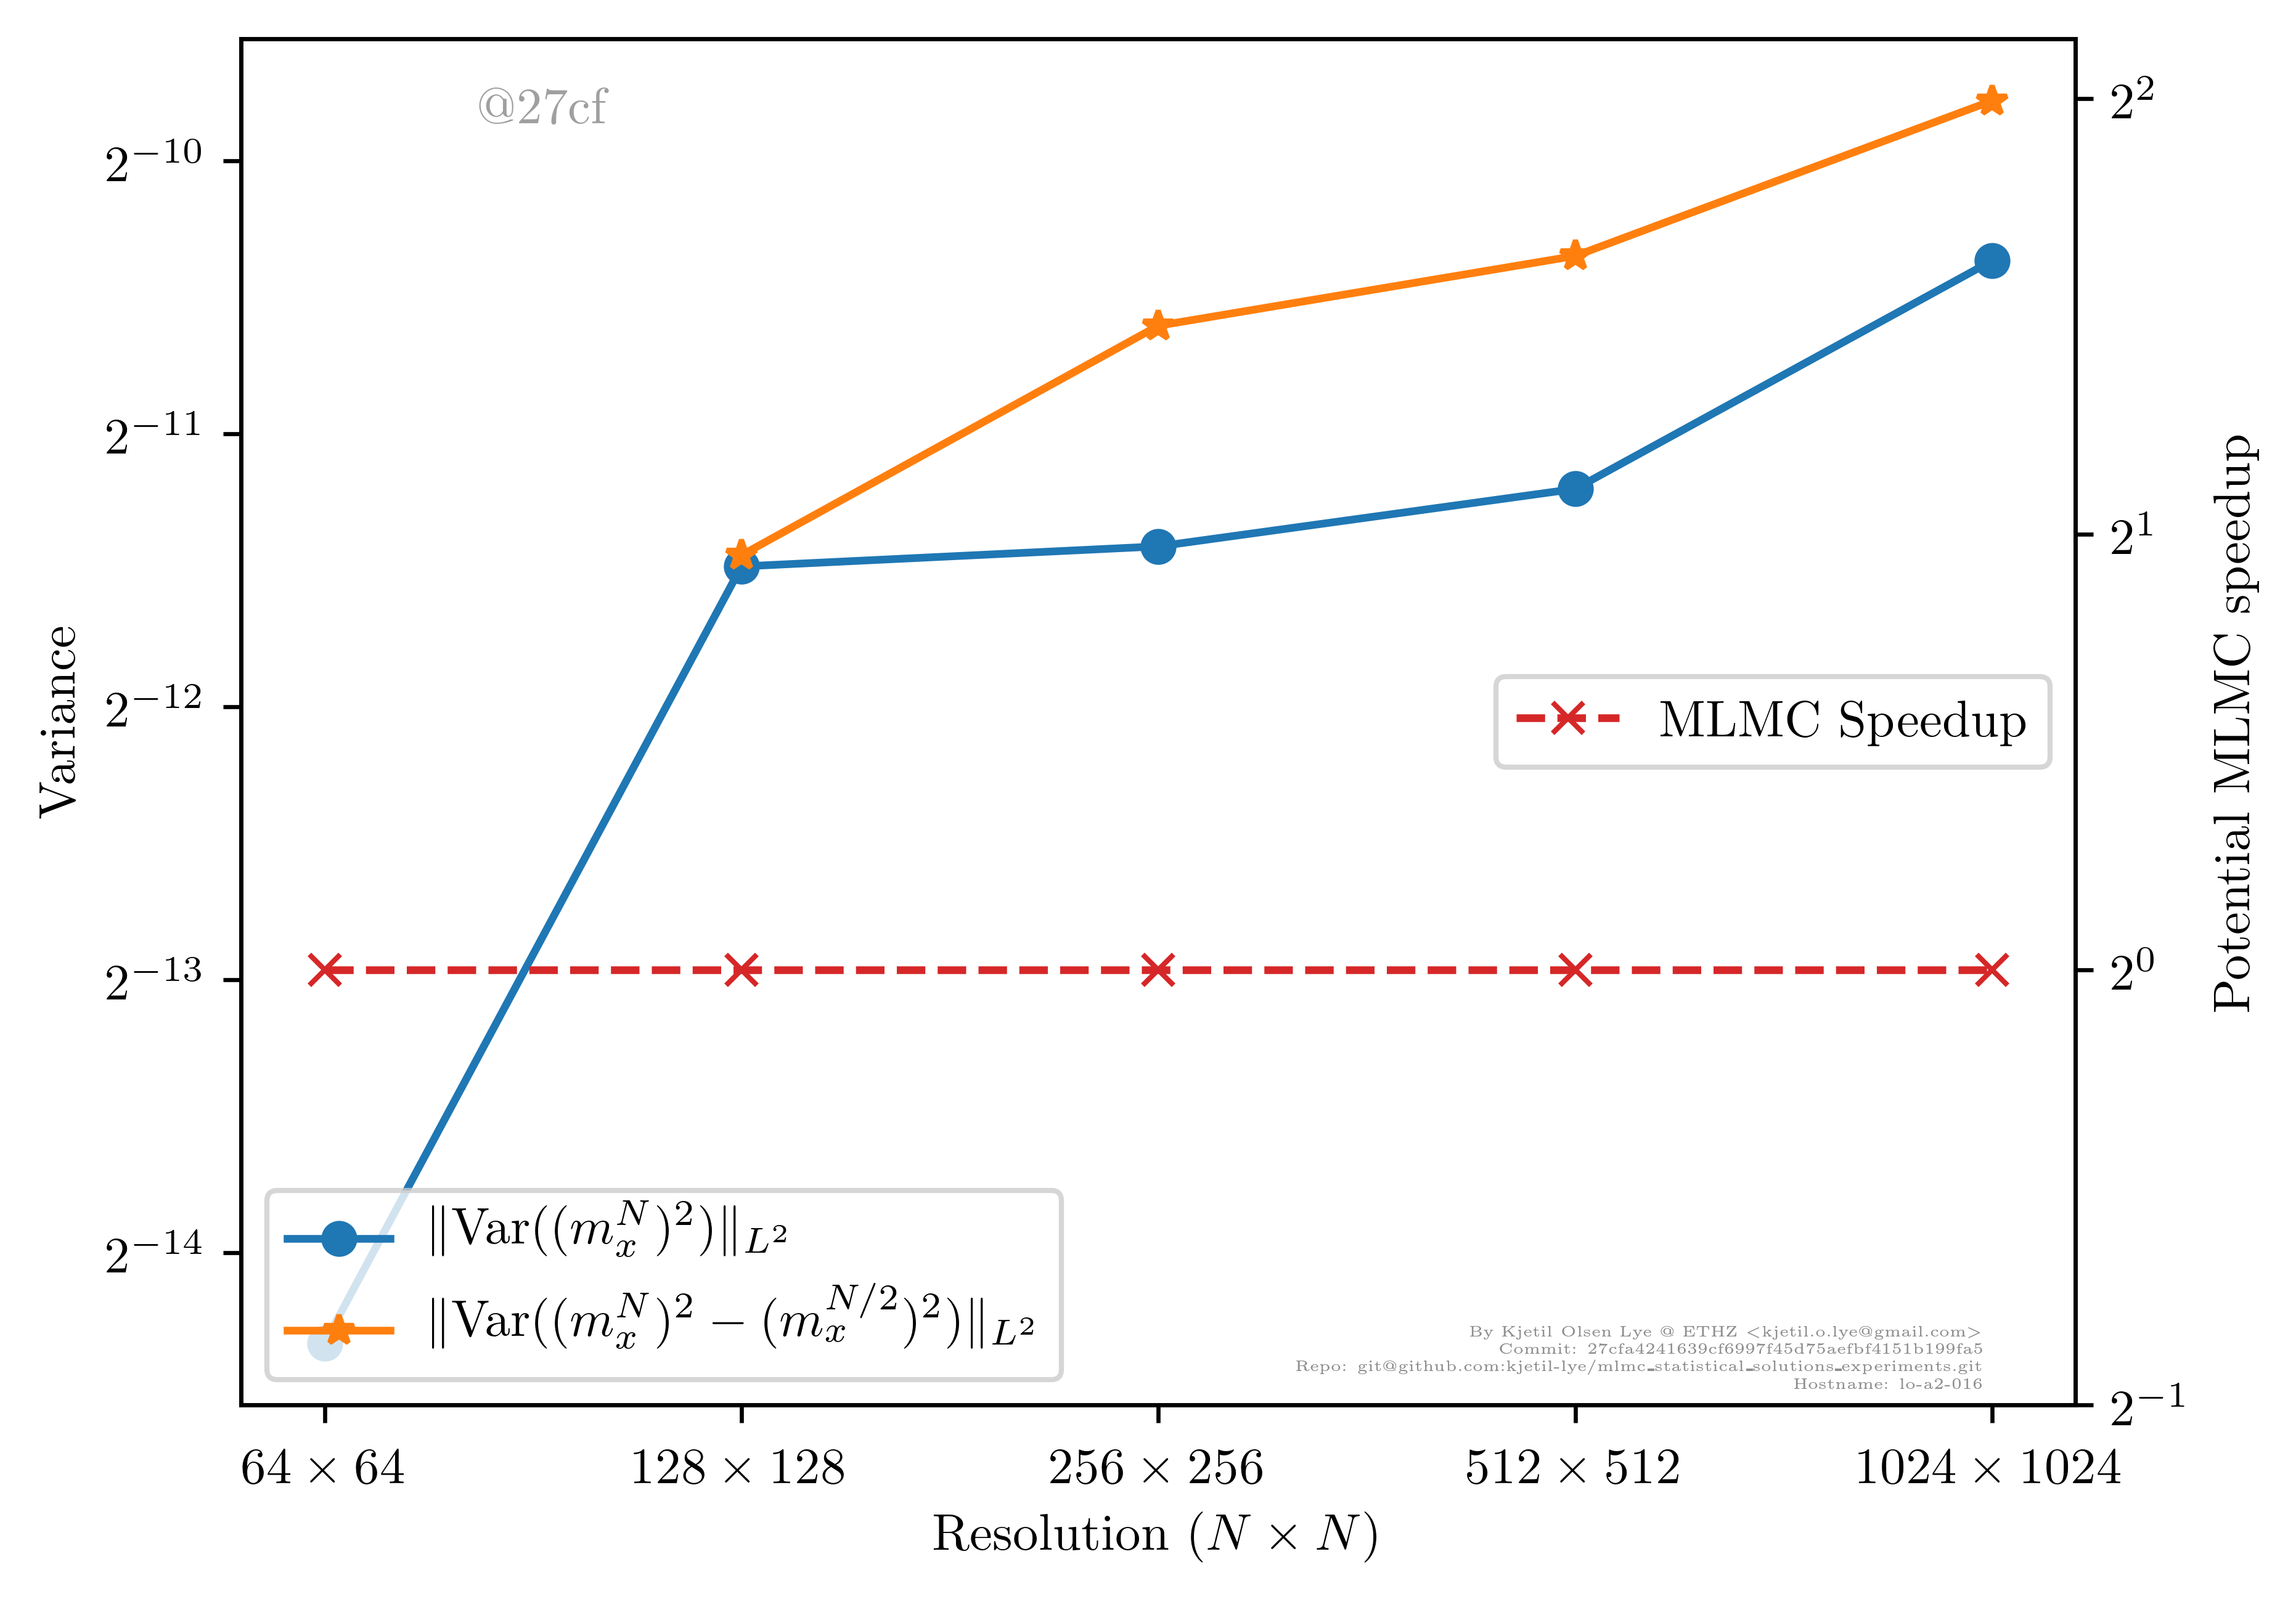 @27cf
2^{-10}
2^{-11}
2^{-12}
2^{-13}
2^{-14}
Variance
2^2
2^1
2^0
2^{-1}
Potential MLMC speedup
MLMC Speedup
‖Var((m_x^N)^2)‖_{L^2}
‖Var((m_x^N)^2 − (m_x^{N/2})^2)‖_{L^2}
By Kjetil Olsen Lye @ ETHZ <kjetil.o.lye@gmail.com>
Commit: 27cfa4241639cf6997f45d75aefbf4151b199fa5
Repo: git@github.com:kjetil-lye/mlmc_statistical_solutions_experiments.git
Hostname: lo-a2-016
64 × 64 128 × 128 256 × 256 512 × 512 1024 × 1024
Resolution (N × N)